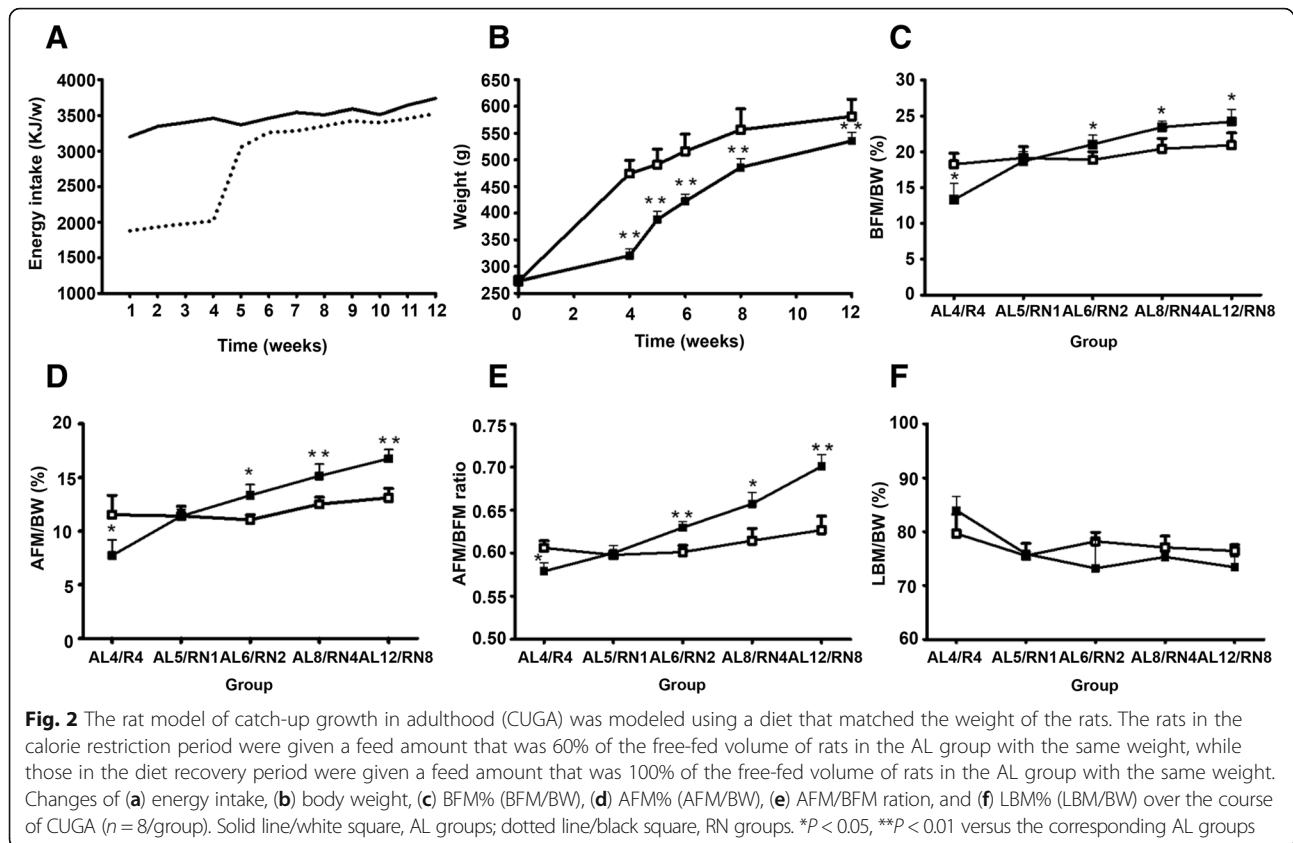 A
Energy intake (KJ/w)
4000
3500
3000
2500
2000
1500
1000
1 2 3 4 5 6 7 8 9 10 11 12
Time (weeks)
B
Weight (g)
650
600
550
500
450
400
350
300
250
** ** ** ** **
0 2 4 6 8 10 12
Time (weeks)
C
BFM/BW (%)
30
25
20
15
10
5
0
* * * *
AL4/R4 AL5/RN1 AL6/RN2 AL8/RN4 AL12/RN8
Group
D
AFM/BW (%)
20
15
10
5
0
* * ** **
AL4/R4 AL5/RN1 AL6/RN2 AL8/RN4 AL12/RN8
Group
E
AFM/BFM ratio
0.75
0.70
0.65
0.60
0.55
0.50
* ** * **
AL4/R4 AL5/RN1 AL6/RN2 AL8/RN4 AL12/RN8
Group
F
LBM/BW (%)
100
90
80
70
60
AL4/R4 AL5/RN1 AL6/RN2 AL8/RN4 AL12/RN8
Group
Fig. 2 The rat model of catch-up growth in adulthood (CUGA) was modeled using a diet that matched the weight of the rats. The rats in the
calorie restriction period were given a feed amount that was 60% of the free-fed volume of rats in the AL group with the same weight, while
those in the diet recovery period were given a feed amount that was 100% of the free-fed volume of rats in the AL group with the same weight.
Changes of (a) energy intake, (b) body weight, (c) BFM% (BFM/BW), (d) AFM% (AFM/BW), (e) AFM/BFM ration, and (f) LBM% (LBM/BW) over the course
of CUGA (n = 8/group). Solid line/white square, AL groups; dotted line/black square, RN groups. *P < 0.05, **P < 0.01 versus the corresponding AL groups